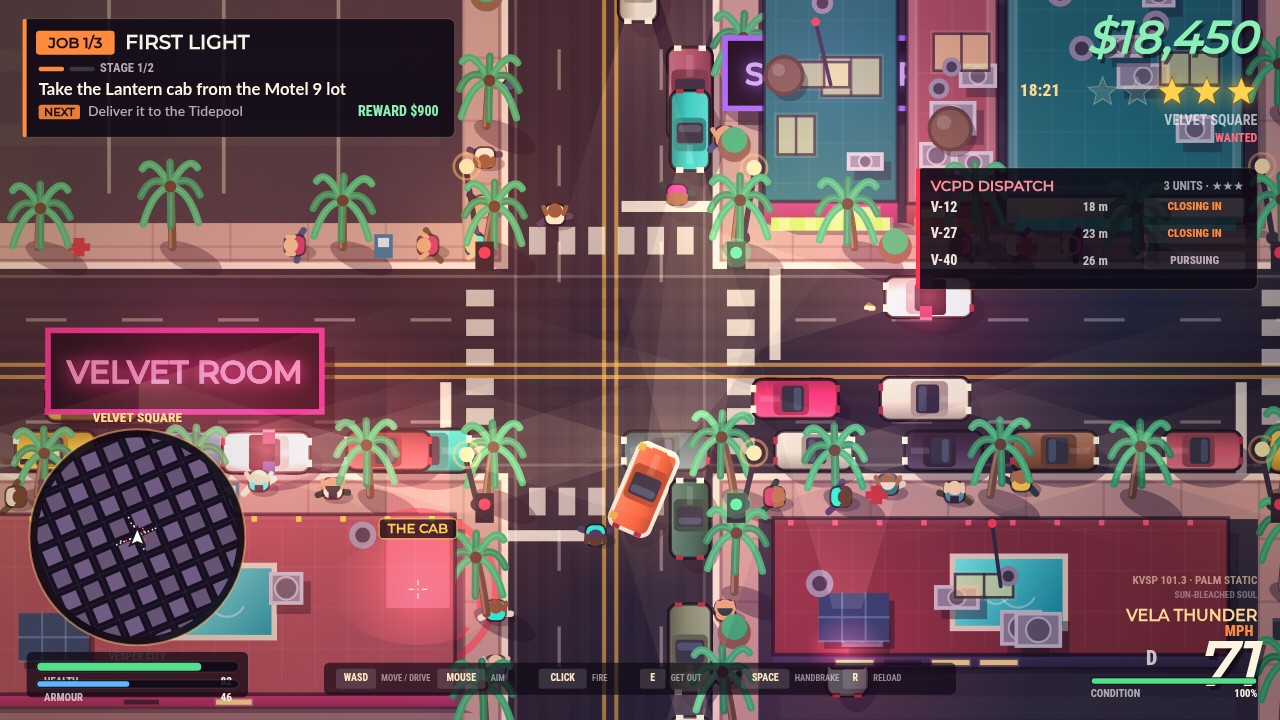 JOB 1/3 FIRST LIGHT
STAGE 1/2
Take the Lantern cab from the Motel 9 lot
NEXT Deliver it to the Tidepool REWARD $900
$18,450
18:21
VELVET SQUARE
WANTED
VCPD DISPATCH 3 UNITS · ★★★
V-12 18 m CLOSING IN
V-27 23 m CLOSING IN
V-40 26 m PURSUING
VELVET ROOM
VELVET SQUARE
THE CAB
VESPER CITY
HEALTH 82
ARMOUR 46
WASD MOVE / DRIVE MOUSE AIM CLICK FIRE E GET OUT SPACE HANDBRAKE R RELOAD
KVSP 101.3 · PALM STATIC
SUN-BLEACHED SOUL
VELA THUNDER
MPH
D 71
CONDITION 100%